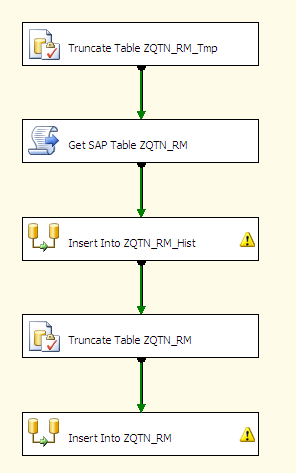 Truncate Table ZQTN_RM_Tmp
Get SAP Table ZQTN_RM
Insert Into ZQTN_RM_Hist
Truncate Table ZQTN_RM
Insert Into ZQTN_RM